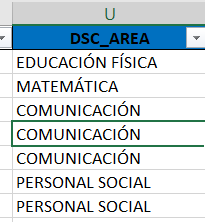 U
DSC_AREA
EDUCACIÓN FÍSICA
MATEMÁTICA
COMUNICACIÓN
COMUNICACIÓN
COMUNICACIÓN
PERSONAL SOCIAL
PERSONAL SOCIAL